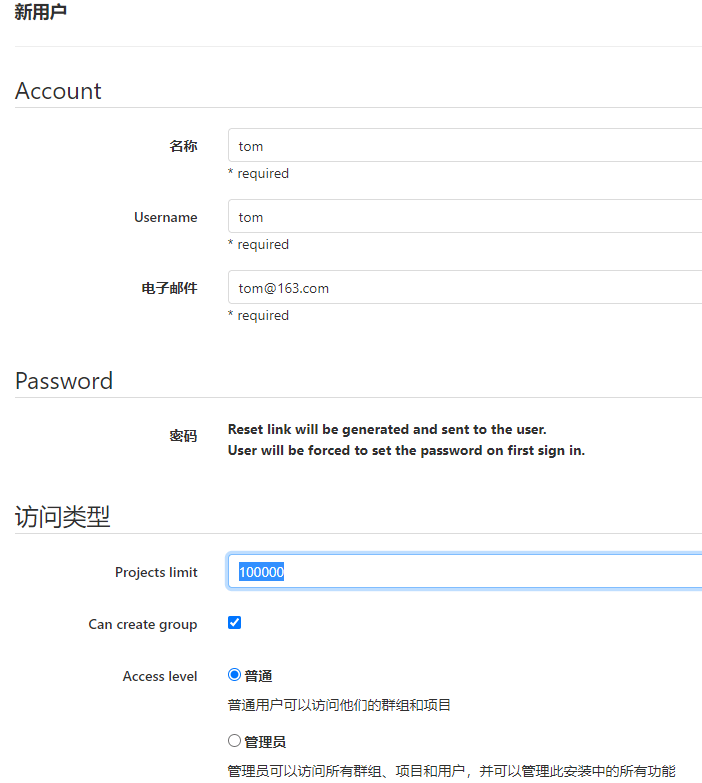 新用户
Account
名称
tom
* required
Username
tom
* required
电子邮件
tom@163.com
* required
Password
密码
Reset link will be generated and sent to the user.
User will be forced to set the password on first sign in.
访问类型
Projects limit
100000
Can create group
Access level
普通
普通用户可以访问他们的群组和项目
管理员
管理员可以访问所有群组、项目和用户，并可以管理此安装中的所有功能